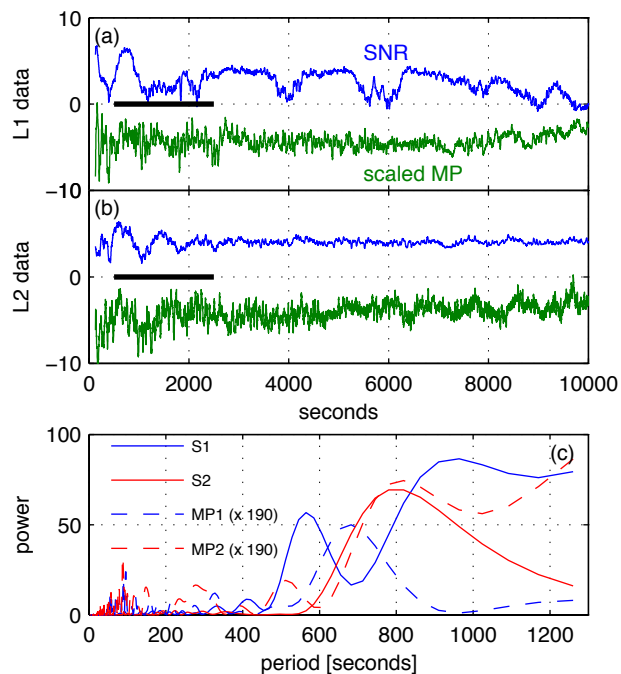 (a)
SNR
scaled MP
L1 data
10
0
−10
(b)
L2 data
0
−10
0 2000 4000 6000 8000 10000
seconds
(c)
S1
S2
MP1 (x 190)
MP2 (x 190)
power
100
50
0
0 200 400 600 800 1000 1200
period [seconds]